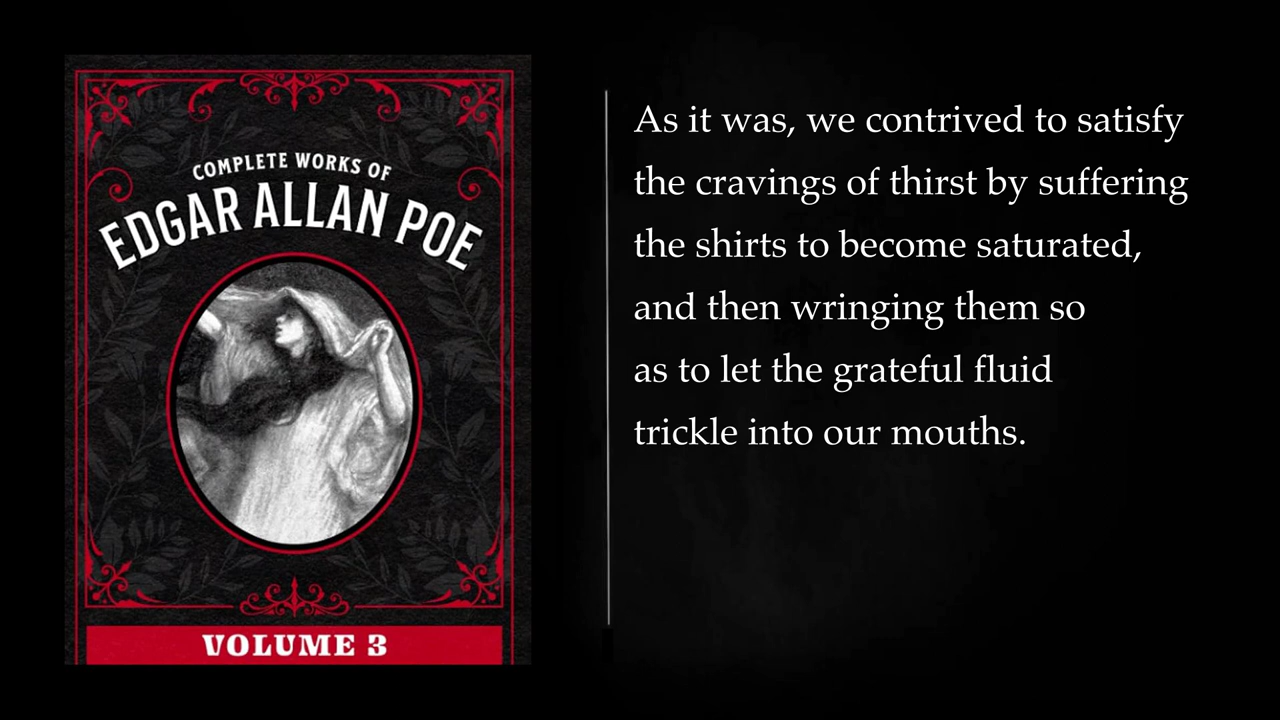 COMPLETE WORKS OF
EDGAR ALLAN POE
VOLUME 3
As it was, we contrived to satisfy
the cravings of thirst by suffering
the shirts to become saturated,
and then wringing them so
as to let the grateful fluid
trickle into our mouths.